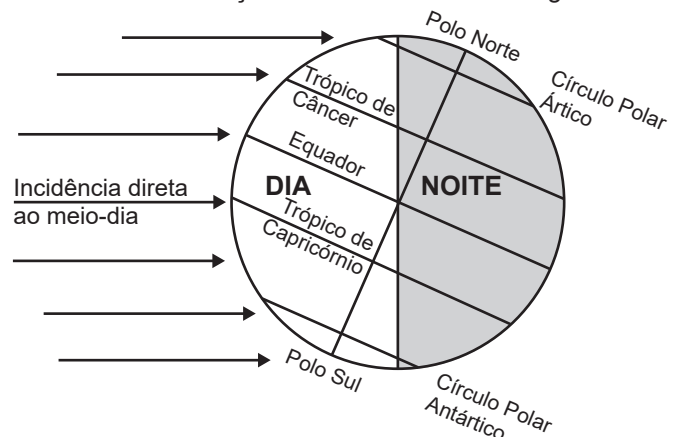 Polo Norte
Círculo Polar
Ártico
Trópico de
Câncer
Equador
DIA
NOITE
Incidência direta
ao meio-dia
Trópico de
Capricórnio
Polo Sul
Círculo Polar
Antártico